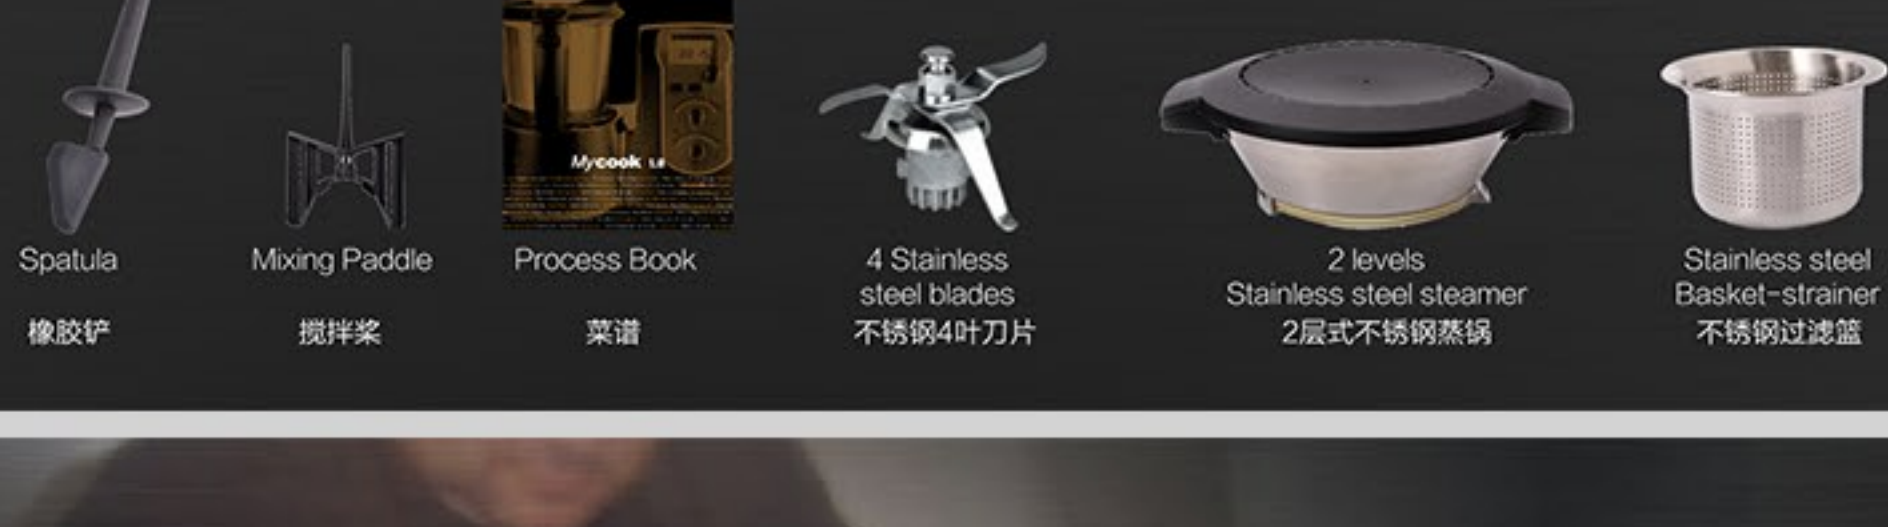 Mycook 1.8
Spatula
橡胶铲
Mixing Paddle
搅拌桨
Process Book
菜谱
4 Stainless
steel blades
不锈钢4叶刀片
2 levels
Stainless steel steamer
2层式不锈钢蒸锅
Stainless steel
Basket-strainer
不锈钢过滤篮